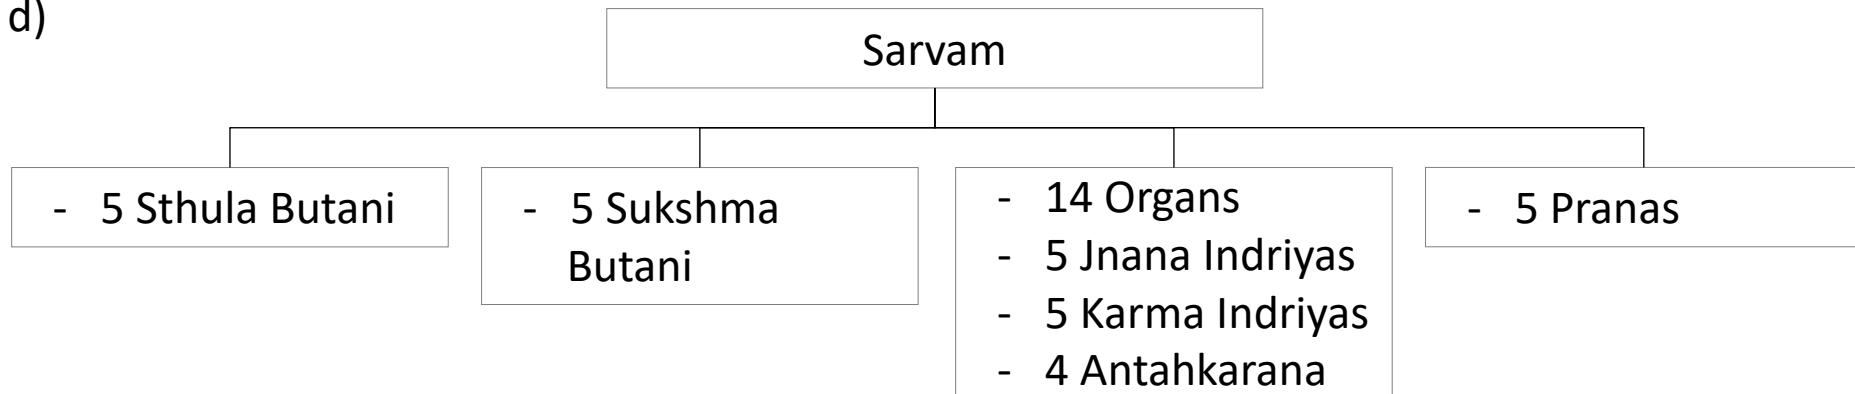 d)
Sarvam
- 5 Sthula Butani
- 5 Sukshma
Butani
- 14 Organs
- 5 Jnana Indriyas
- 5 Karma Indriyas
- 4 Antahkarana
- 5 Pranas